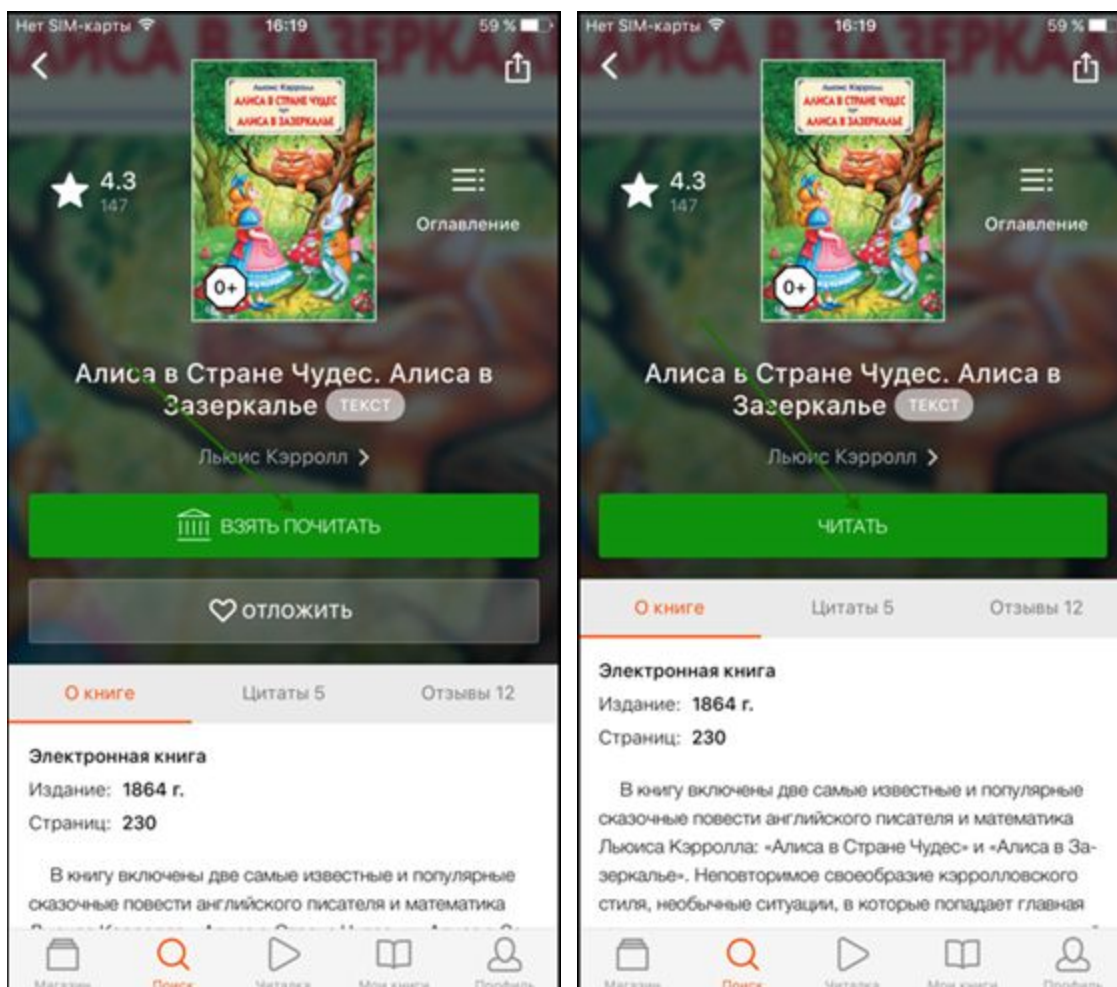 Нет SIM-карты 16:19 59 %
Льюис Кэрролл
АЛИСА В СТРАНЕ ЧУДЕС
АЛИСА В ЗАЗЕРКАЛЬЕ
4.3
147
Оглавление
0+
Алиса в Стране Чудес. Алиса в
Зазеркалье ТЕКСТ
Льюис Кэрролл >
ВЗЯТЬ ПОЧИТАТЬ
ОТЛОЖИТЬ
О книге Цитаты 5 Отзывы 12
Электронная книга
Издание: 1864 г.
Страниц: 230
В книгу включены две самые известные и популярные
сказочные повести английского писателя и математика
Магазин Поиск Читалка Мои книги Профиль
Нет SIM-карты 16:19 59 %
Льюис Кэрролл
АЛИСА В СТРАНЕ ЧУДЕС
АЛИСА В ЗАЗЕРКАЛЬЕ
4.3
147
Оглавление
0+
Алиса в Стране Чудес. Алиса в
Зазеркалье ТЕКСТ
Льюис Кэрролл >
ЧИТАТЬ
О книге Цитаты 5 Отзывы 12
Электронная книга
Издание: 1864 г.
Страниц: 230
В книгу включены две самые известные и популярные
сказочные повести английского писателя и математика
Льюиса Кэрролла: «Алиса в Стране Чудес» и «Алиса в За-
зеркалье». Неповторимое своеобразие кэрролловского
стиля, необычные ситуации, в которые попадает главная
Магазин Поиск Читалка Мои книги Профиль